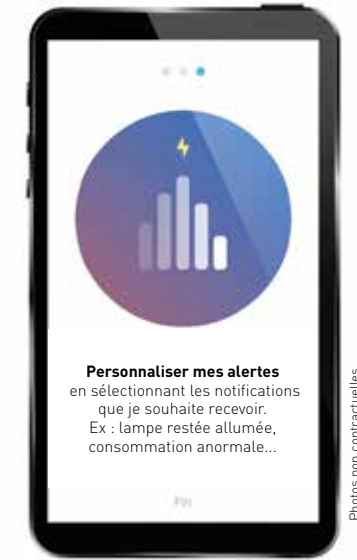 Personnaliser mes alertes
en sélectionnant les notifications
que je souhaite recevoir.
Ex : lampe restée allumée,
consommation anormale...
Fin
Photos non contractuelles